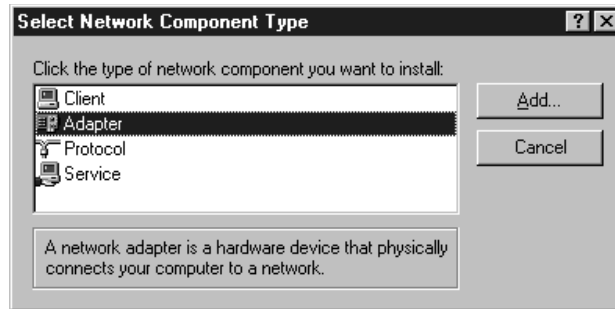 Select Network Component Type
Click the type of network component you want to install:
Client
Adapter
Protocol
Service
Add...
Cancel
A network adapter is a hardware device that physically
connects your computer to a network.